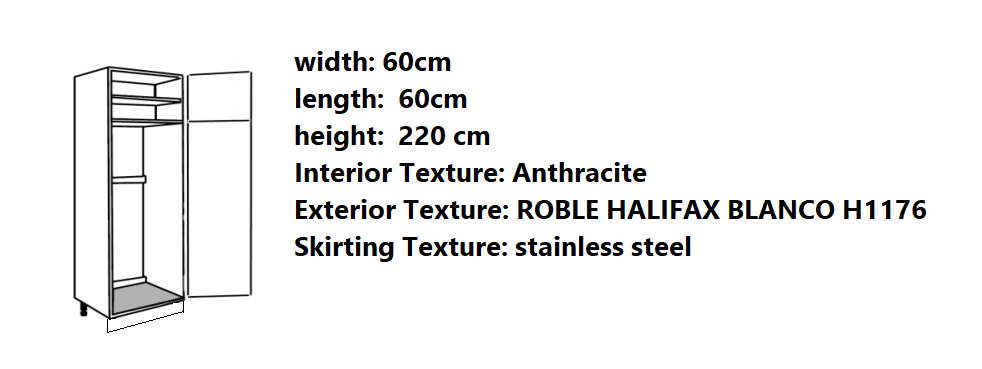 width: 60cm
length:  60cm
height:  220 cm
Interior Texture: Anthracite
Exterior Texture: ROBLE HALIFAX BLANCO H1176
Skirting Texture: stainless steel